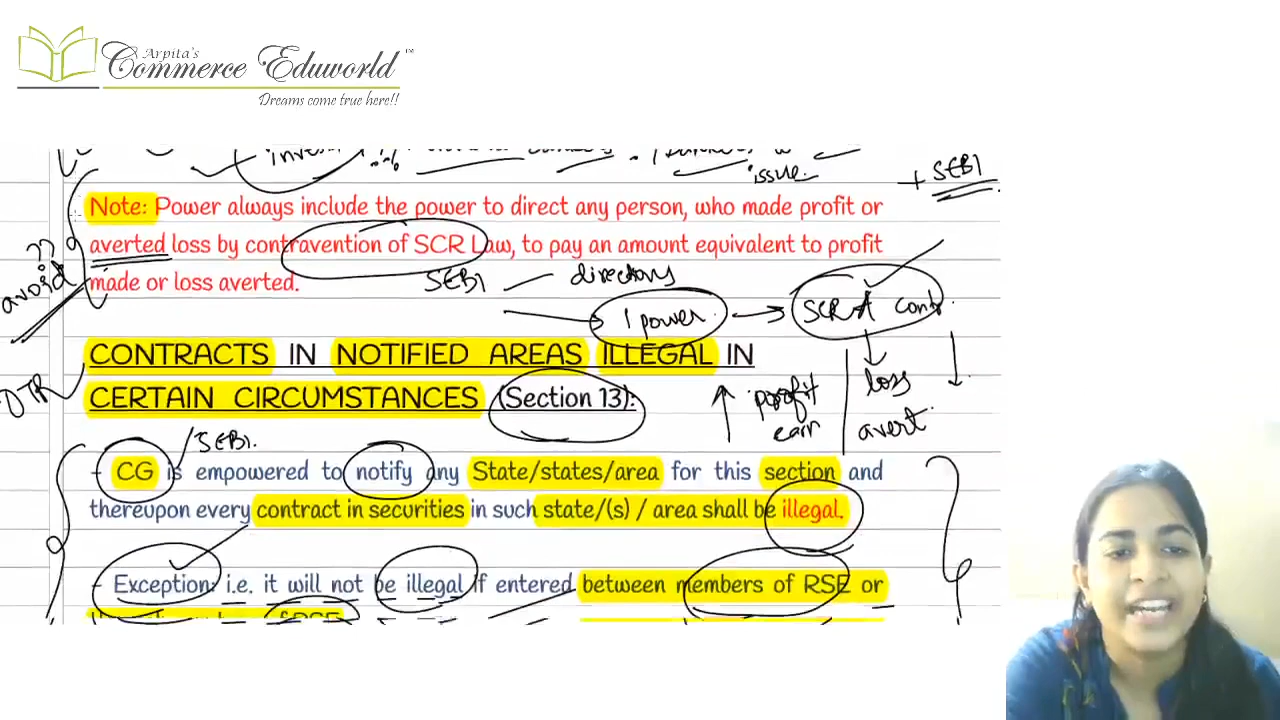 Arpita's
Commerce Eduworld™
Dreams come true here!!
issue
+ SEBI
Note: Power always include the power to direct any person, who made profit or
averted loss by contravention of SCR Law, to pay an amount equivalent to profit
made or loss averted.
??
avoid
SEBI directions
1 power
SCRA cont.
CONTRACTS IN NOTIFIED AREAS ILLEGAL IN
CERTAIN CIRCUMSTANCES (Section 13):
DTR
profit
earn
loss
avert
SEBI.
- CG is empowered to notify any State/states/area for this section and
thereupon every contract in securities in such state/(s) / area shall be illegal.
- Exception: i.e. it will not be illegal if entered between members of RSE or